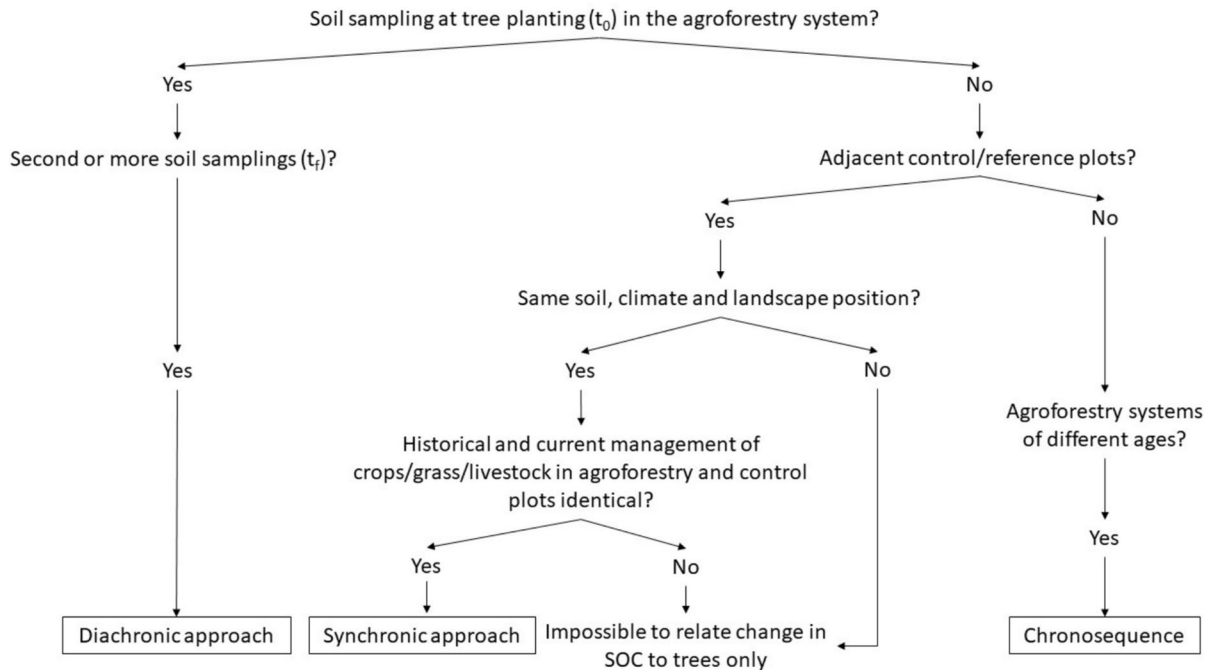 Soil sampling at tree planting (t₀) in the agroforestry system?
Yes
No
Second or more soil samplings (t_f)?
Adjacent control/reference plots?
Yes
No
Same soil, climate and landscape position?
Yes
Yes
No
Agroforestry systems
of different ages?
Historical and current management of
crops/grass/livestock in agroforestry and control
plots identical?
Yes
No
Yes
Diachronic approach
Synchronic approach
Impossible to relate change in
SOC to trees only
Chronosequence